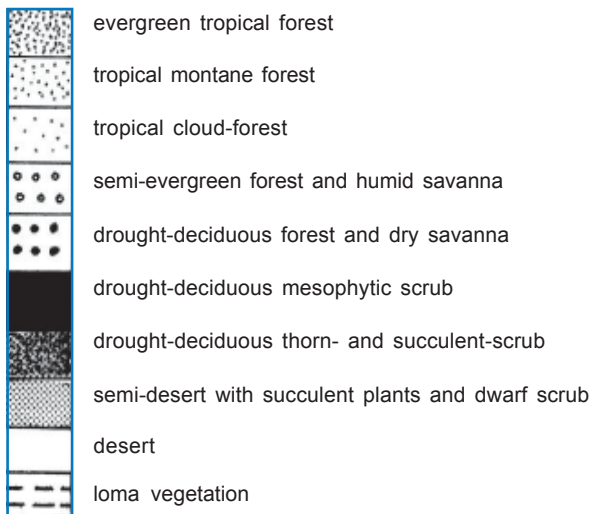 evergreen tropical forest
tropical montane forest
tropical cloud-forest
semi-evergreen forest and humid savanna
drought-deciduous forest and dry savanna
drought-deciduous mesophytic scrub
drought-deciduous thorn- and succulent-scrub
semi-desert with succulent plants and dwarf scrub
desert
loma vegetation